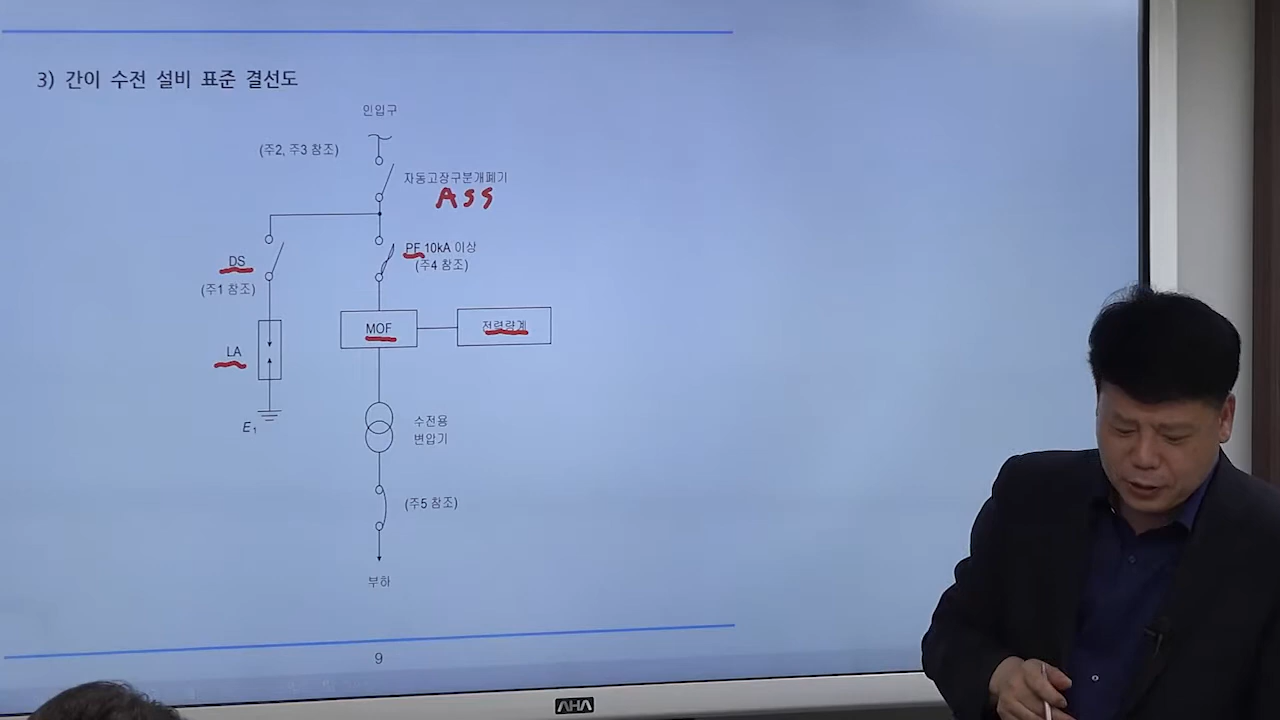 3) 간이 수전 설비 표준 결선도
인입구
(주2, 주3 참조)
자동고장구분개폐기
ASS
DS
(주1 참조)
PF 10kA 이상
(주4 참조)
MOF
전력량계
LA
E₁
수전용
변압기
(주5 참조)
부하
9
AHA